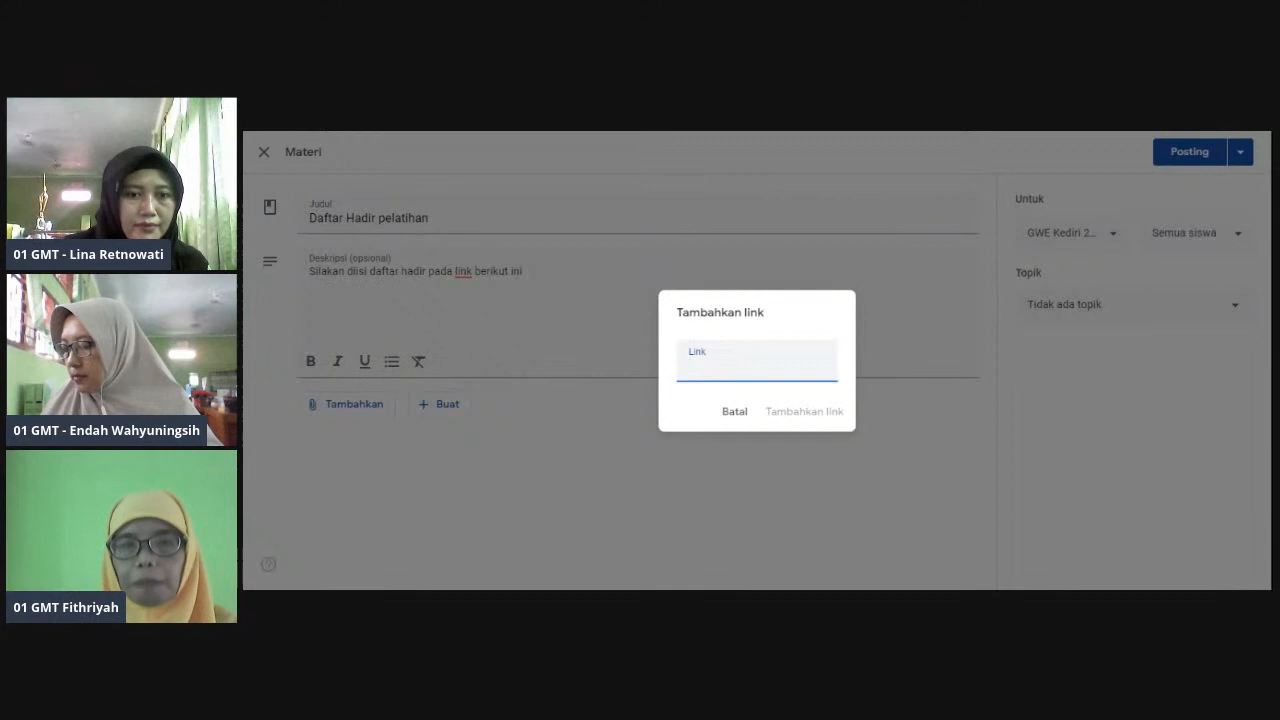 01 GMT - Lina Retnowati
01 GMT - Endah Wahyuningsih
01 GMT Fithriyah
Materi
Posting
Judul
Daftar Hadir pelatihan
Deskripsi (opsional)
Silakan diisi daftar hadir pada link berikut ini
B I U
Tambahkan
+ Buat
Untuk
GWE Kediri 2...
Semua siswa
Topik
Tidak ada topik
Tambahkan link
Link
Batal
Tambahkan link